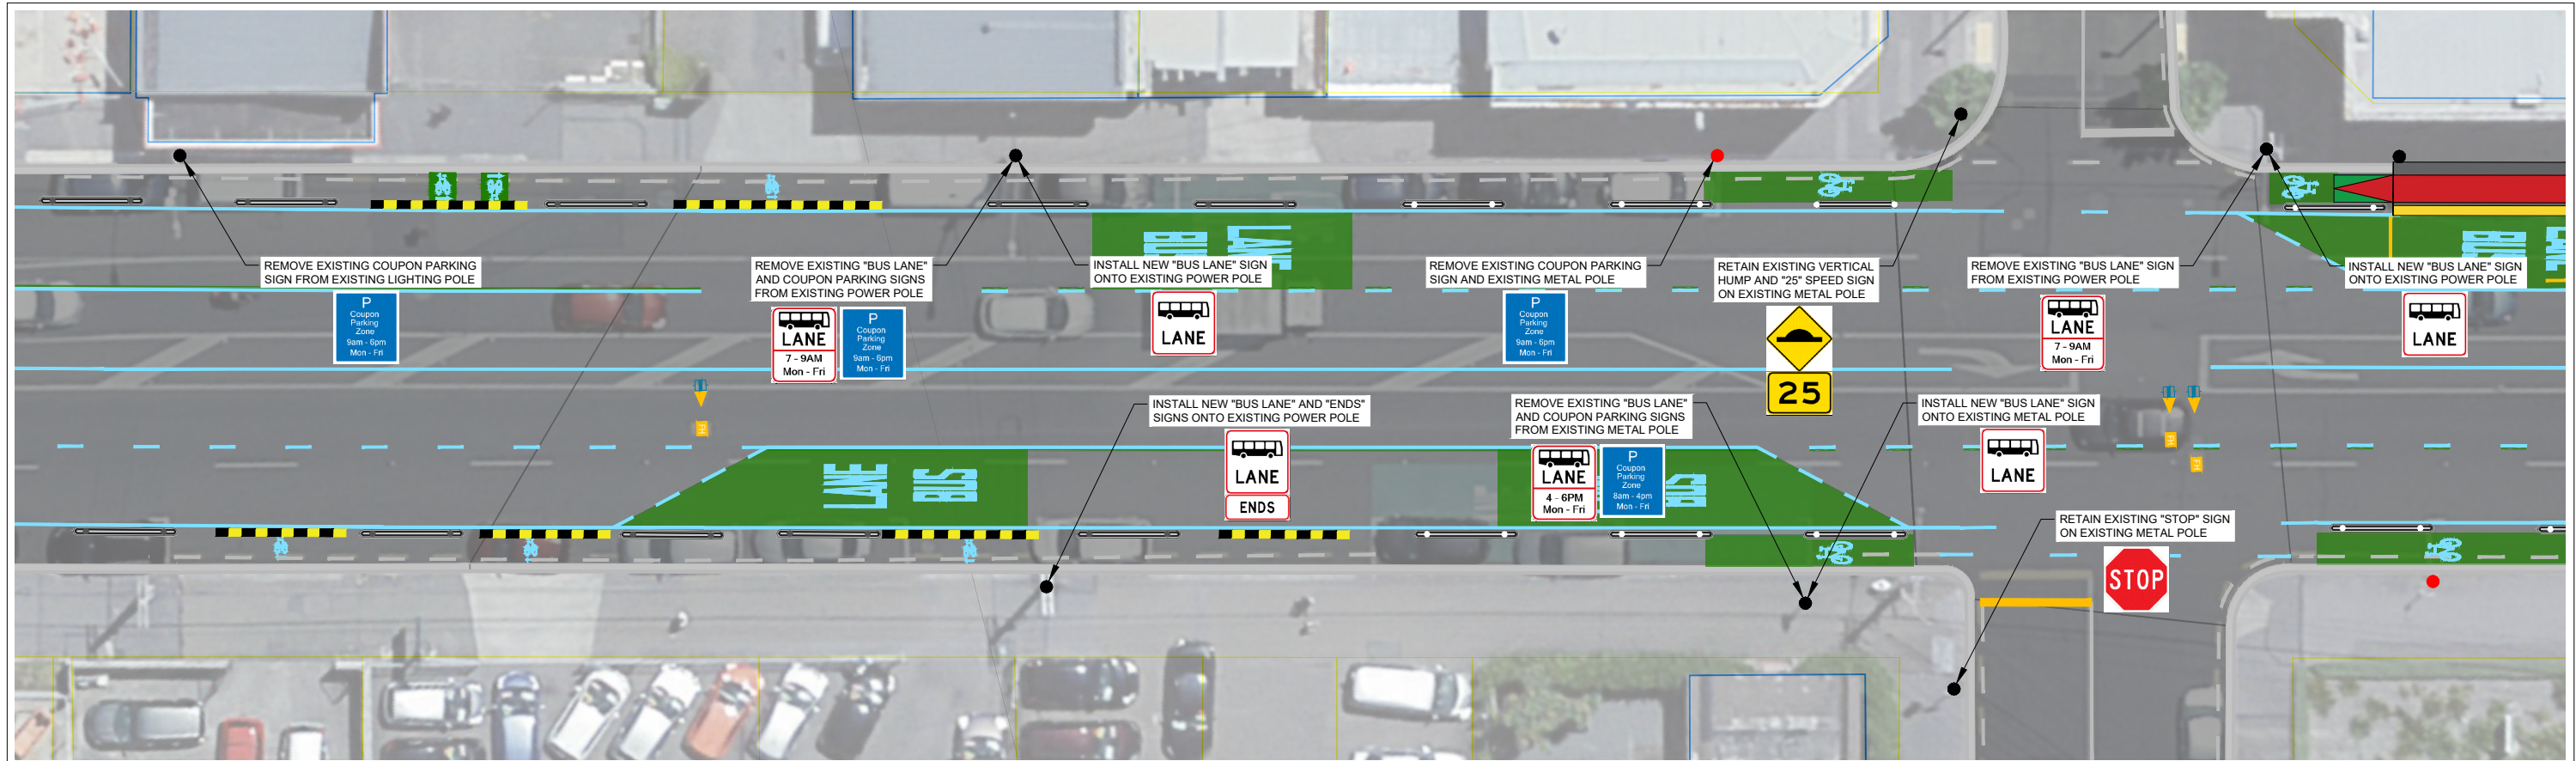 REMOVE EXISTING COUPON PARKING
SIGN FROM EXISTING LIGHTING POLE
P
Coupon
Parking
Zone
9am - 6pm
Mon - Fri
REMOVE EXISTING "BUS LANE"
AND COUPON PARKING SIGNS
FROM EXISTING POWER POLE
LANE
7 - 9AM
Mon - Fri
P
Coupon
Parking
Zone
9am - 6pm
Mon - Fri
LANE
BUS
INSTALL NEW "BUS LANE" SIGN
ONTO EXISTING POWER POLE
LANE
REMOVE EXISTING COUPON PARKING
SIGN AND EXISTING METAL POLE
P
Coupon
Parking
Zone
9am - 6pm
Mon - Fri
RETAIN EXISTING VERTICAL
HUMP AND "25" SPEED SIGN
ON EXISTING METAL POLE
25
REMOVE EXISTING "BUS LANE" SIGN
FROM EXISTING POWER POLE
LANE
7 - 9AM
Mon - Fri
BUS
INSTALL NEW "BUS LANE" SIGN
ONTO EXISTING POWER POLE
LANE
FH
LANE
BUS
INSTALL NEW "BUS LANE" AND "ENDS"
SIGNS ONTO EXISTING POWER POLE
LANE
ENDS
REMOVE EXISTING "BUS LANE"
AND COUPON PARKING SIGNS
FROM EXISTING METAL POLE
LANE
4 - 6PM
Mon - Fri
P
Coupon
Parking
Zone
8am - 4pm
Mon - Fri
BUS
INSTALL NEW "BUS LANE" SIGN
ONTO EXISTING METAL POLE
LANE
FH
FH
RETAIN EXISTING "STOP" SIGN
ON EXISTING METAL POLE
STOP